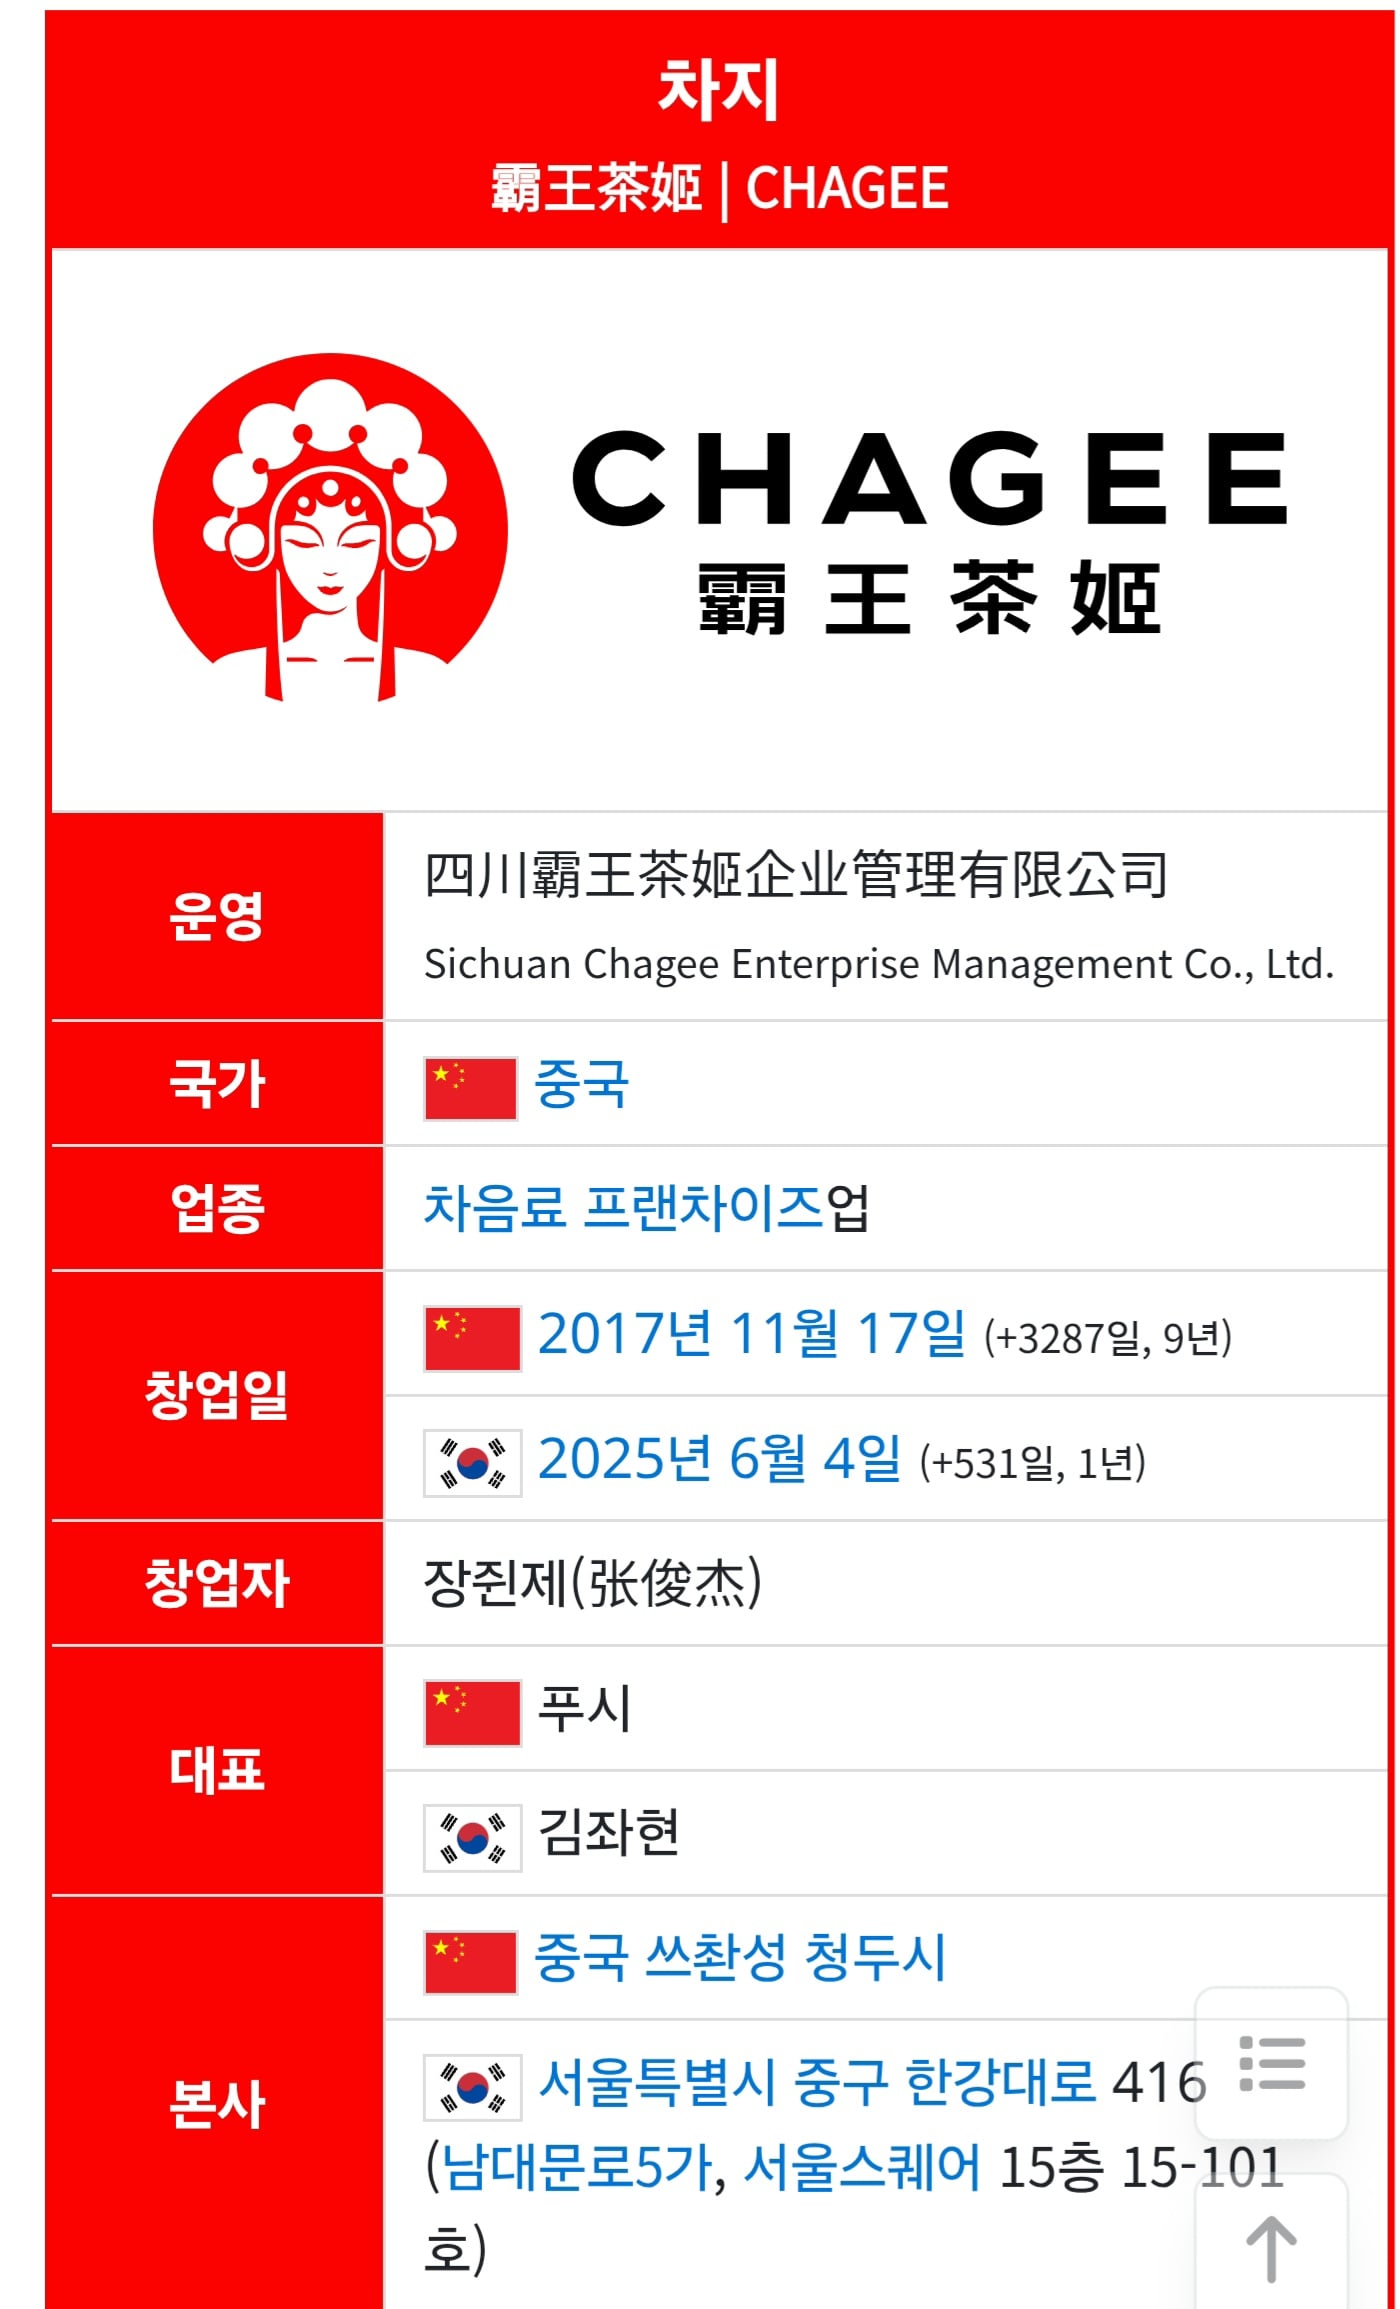 차지
霸王茶姬 | CHAGEE
CHAGEE
霸王茶姬
운영
四川霸王茶姬企业管理有限公司
Sichuan Chagee Enterprise Management Co., Ltd.
국가
중국
업종
차음료 프랜차이즈업
창업일
2017년 11월 17일 (+3287일, 9년)
2025년 6월 4일 (+531일, 1년)
창업자
장쥔제(张俊杰)
대표
푸시
김좌현
본사
중국 쓰촨성 청두시
서울특별시 중구 한강대로 416
(남대문로5가, 서울스퀘어 15층 15-101
호)